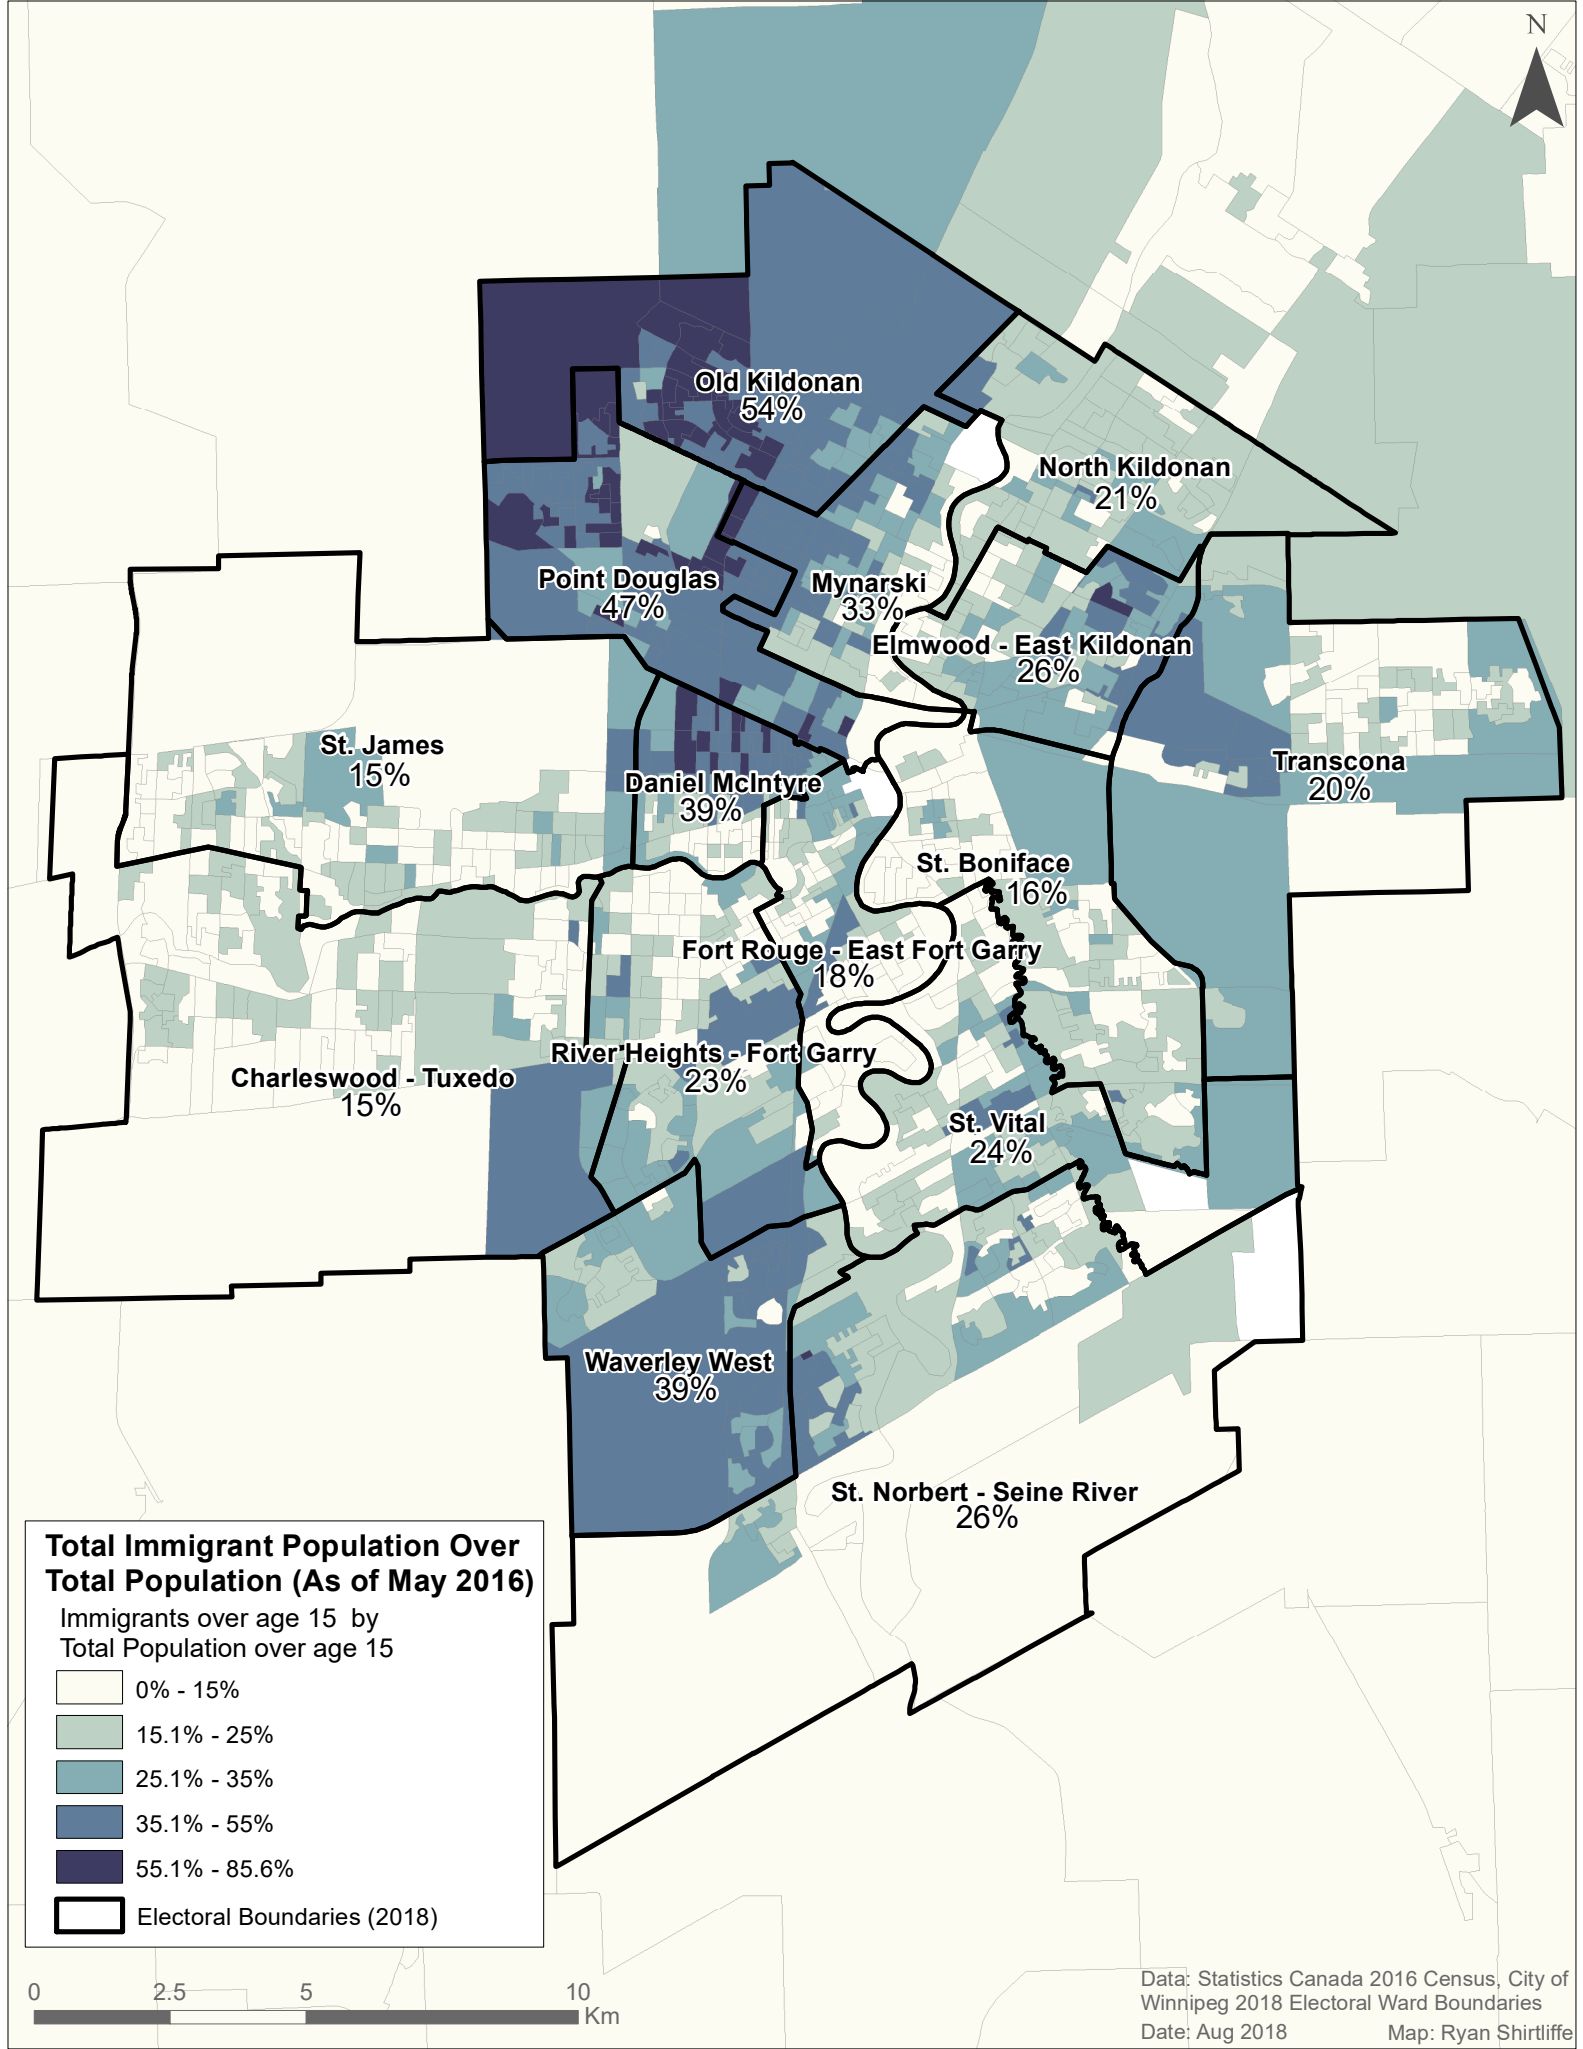 N
Old Kildonan
54%
North Kildonan
21%
Point Douglas
47%
Mynarski
33%
Elmwood - East Kildonan
26%
St. James
15%
Daniel McIntyre
39%
Transcona
20%
St. Boniface
16%
Fort Rouge - East Fort Garry
18%
River Heights - Fort Garry
23%
Charleswood - Tuxedo
15%
St. Vital
24%
Waverley West
39%
St. Norbert - Seine River
26%
Total Immigrant Population Over
Total Population (As of May 2016)
Immigrants over age 15 by
Total Population over age 15
0% - 15%
15.1% - 25%
25.1% - 35%
35.1% - 55%
55.1% - 85.6%
Electoral Boundaries (2018)
0 2.5 5 10
Km
Data: Statistics Canada 2016 Census, City of
Winnipeg 2018 Electoral Ward Boundaries
Date: Aug 2018 Map: Ryan Shirtliffe